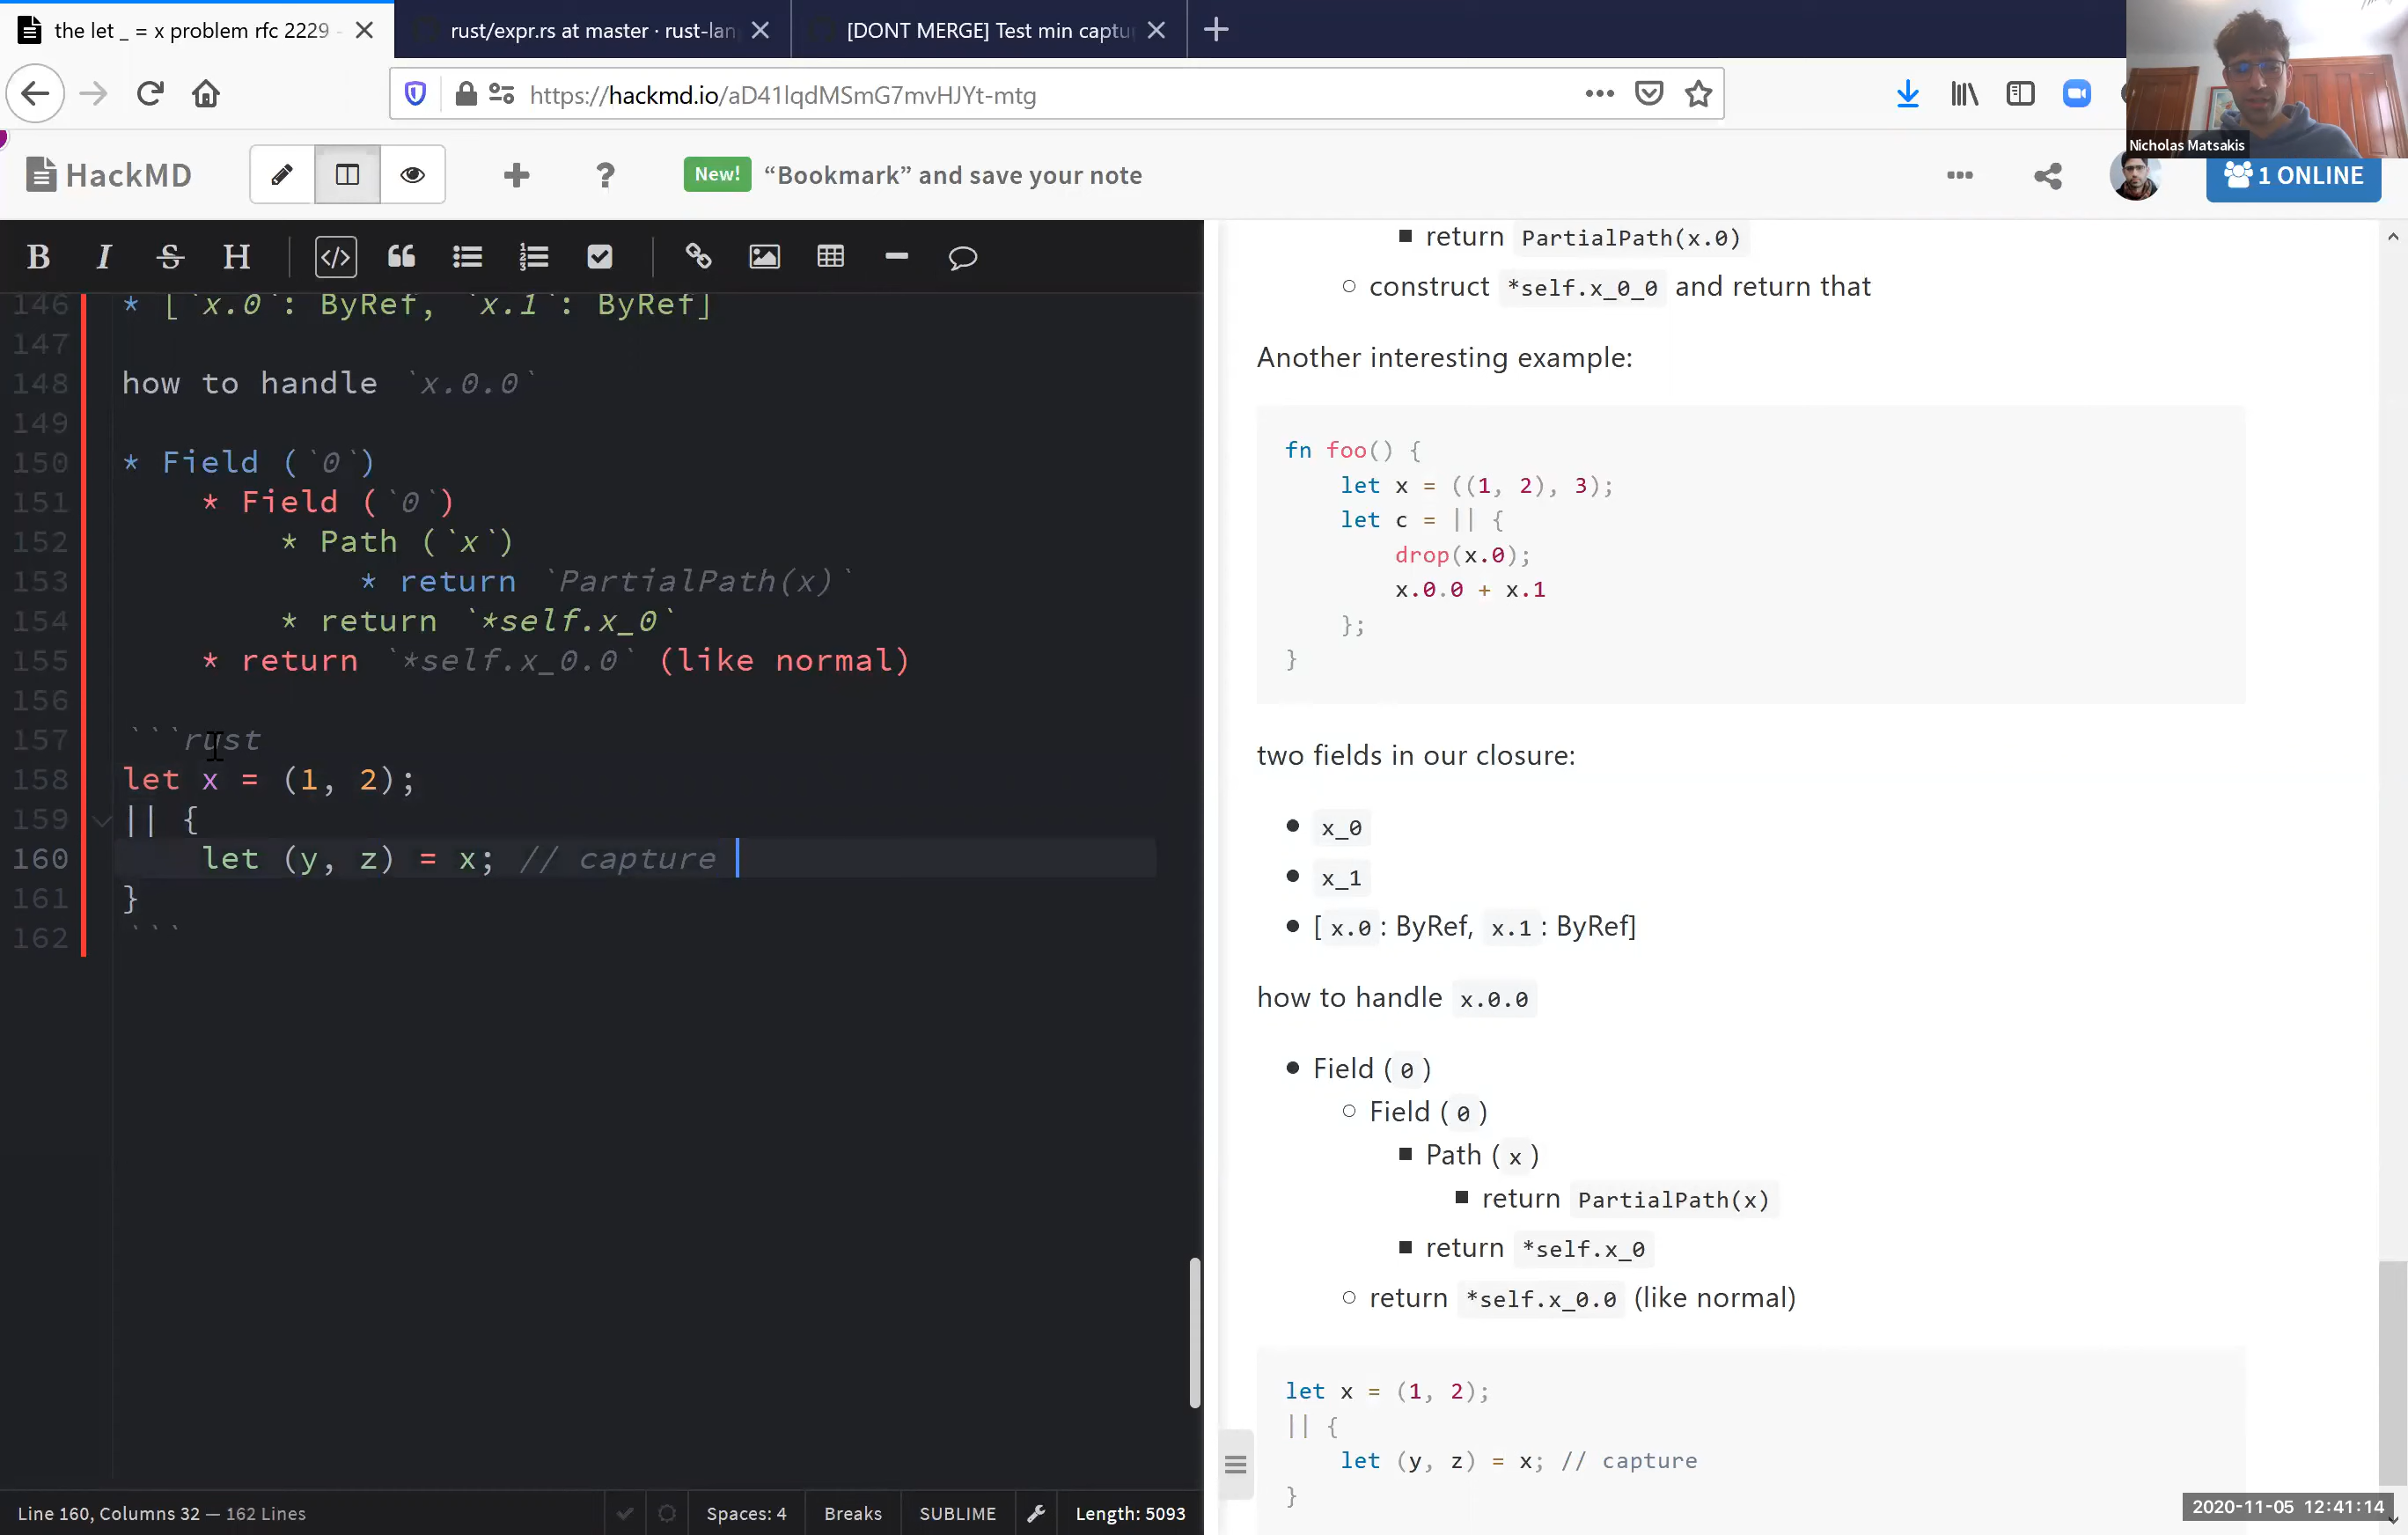 the let _ = x problem rfc 2229 -
rust/expr.rs at master · rust-lan
[DONT MERGE] Test min captu
https://hackmd.io/aD41lqdMSmG7mvHJYt-mtg
Nicholas Matsakis
HackMD
New! “Bookmark” and save your note
1 ONLINE
B I S H
146 * [`x.0`: ByRef, `x.1`: ByRef]
147
148 how to handle `x.0.0`
149
150 * Field (`0`)
151 * Field (`0`)
152 * Path (`x`)
153 * return `PartialPath(x)`
154 * return `*self.x_0`
155 * return `*self.x_0.0` (like normal)
156
157 ```rust
158 let x = (1, 2);
159 || {
160 let (y, z) = x; // capture
161 }
162 ```
Line 160, Columns 32 — 162 Lines
Spaces: 4
Breaks
SUBLIME
Length: 5093
return PartialPath(x.0)
construct *self.x_0_0 and return that
Another interesting example:
fn foo() {
let x = ((1, 2), 3);
let c = || {
drop(x.0);
x.0.0 + x.1
};
}
two fields in our closure:
x_0
x_1
[ x.0 : ByRef, x.1 : ByRef]
how to handle x.0.0
Field ( 0 )
Field ( 0 )
Path ( x )
return PartialPath(x)
return *self.x_0
return *self.x_0.0 (like normal)
let x = (1, 2);
|| {
let (y, z) = x; // capture
}
2020-11-05 12:41:14